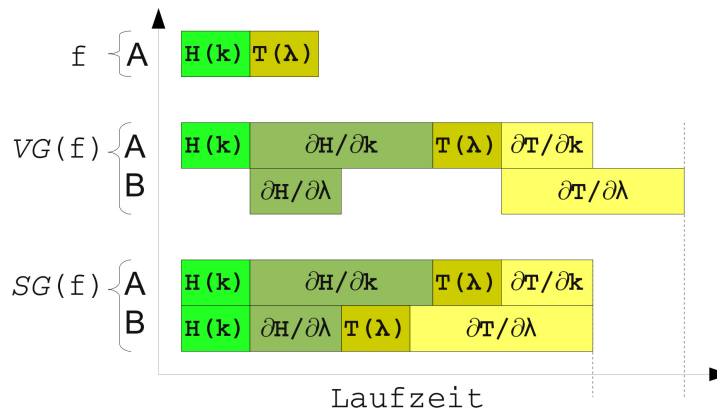 f A H(k) T(λ)
VG(f) A H(k) ∂H/∂k T(λ) ∂T/∂k
B ∂H/∂λ ∂T/∂λ
SG(f) A H(k) ∂H/∂k T(λ) ∂T/∂k
B H(k) ∂H/∂λ T(λ) ∂T/∂λ
Laufzeit